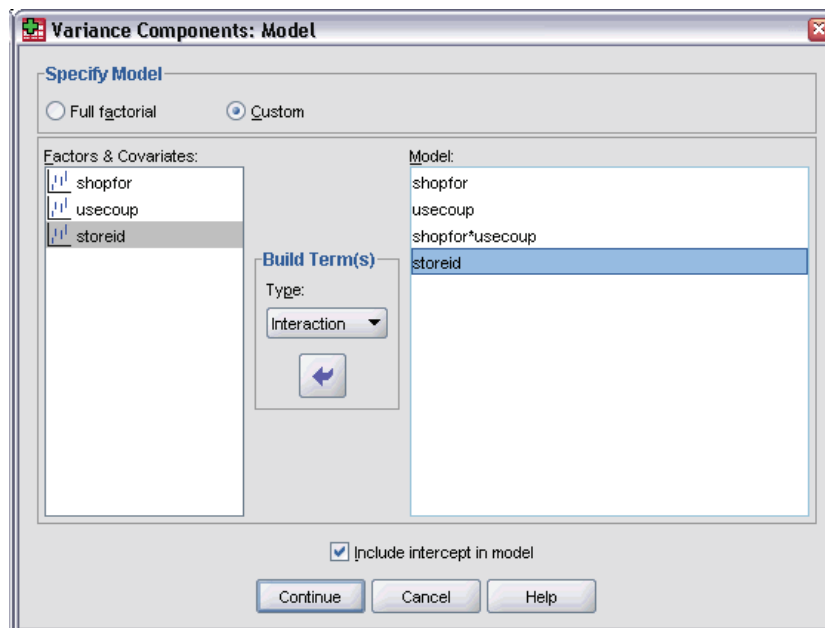 Variance Components: Model
Specify Model
Full factorial
Custom
Factors & Covariates:
shopfor
usecoup
storeid
Build Term(s)
Type:
Interaction
Model:
shopfor
usecoup
shopfor*usecoup
storeid
Include intercept in model
Continue
Cancel
Help